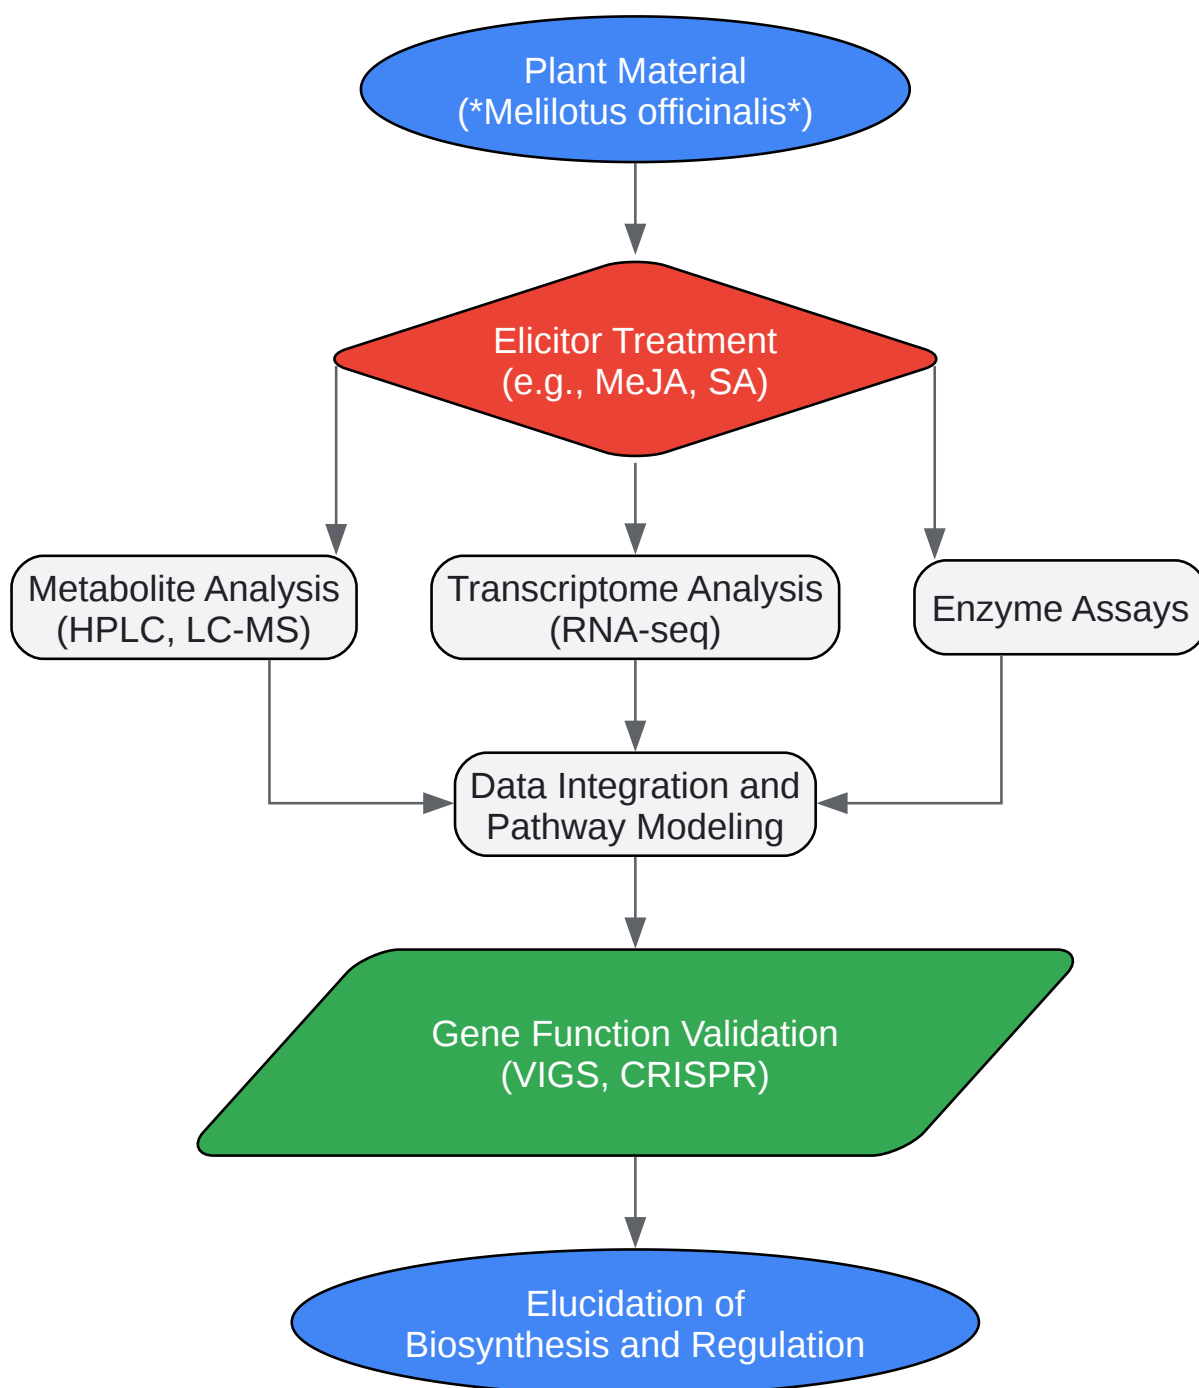 Plant Material
(*Melilotus officinalis*)
Elicitor Treatment
(e.g., MeJA, SA)
Metabolite Analysis
(HPLC, LC-MS)
Transcriptome Analysis
(RNA-seq)
Enzyme Assays
Data Integration and
Pathway Modeling
Gene Function Validation
(VIGS, CRISPR)
Elucidation of
Biosynthesis and Regulation